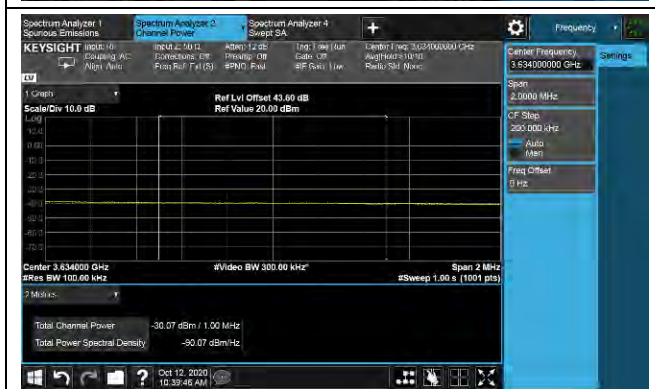 Spectrum Analyzer 1
Spurious Emissions
Spectrum Analyzer 2
Channel Power
Spectrum Analyzer 4
Swept SA
+
Frequency
KEYSIGHT Input: RF
Coupling: AC
Align: Auto
Input Z: 50 Ω
Corrections: Off
Freq Ref: Ext (S)
Atten: 12 dB
Preamp: Off
#PNO: Fast
Trig: Free Run
Gate: Off
#IF Gain: Low
Center Freq: 3.634000000 GHz
Avg|Hold: 10/10
Radio Std: None
Center Frequency
3.634000000 GHz
Settings
Span
2.0000 MHz
CF Step
200.000 kHz
Auto
Man
Freq Offset
0 Hz
1 Graph
Scale/Div 10.0 dB
Ref Lvl Offset 43.60 dB
Ref Value 20.00 dBm
Log
Center 3.634000 GHz
#Video BW 300.00 kHz*
Span 2 MHz
#Res BW 100.00 kHz
#Sweep 1.00 s (1001 pts)
2 Metrics
Total Channel Power -30.07 dBm / 1.00 MHz
Total Power Spectral Density -90.07 dBm/Hz
? Oct 12, 2020
10:39:46 AM